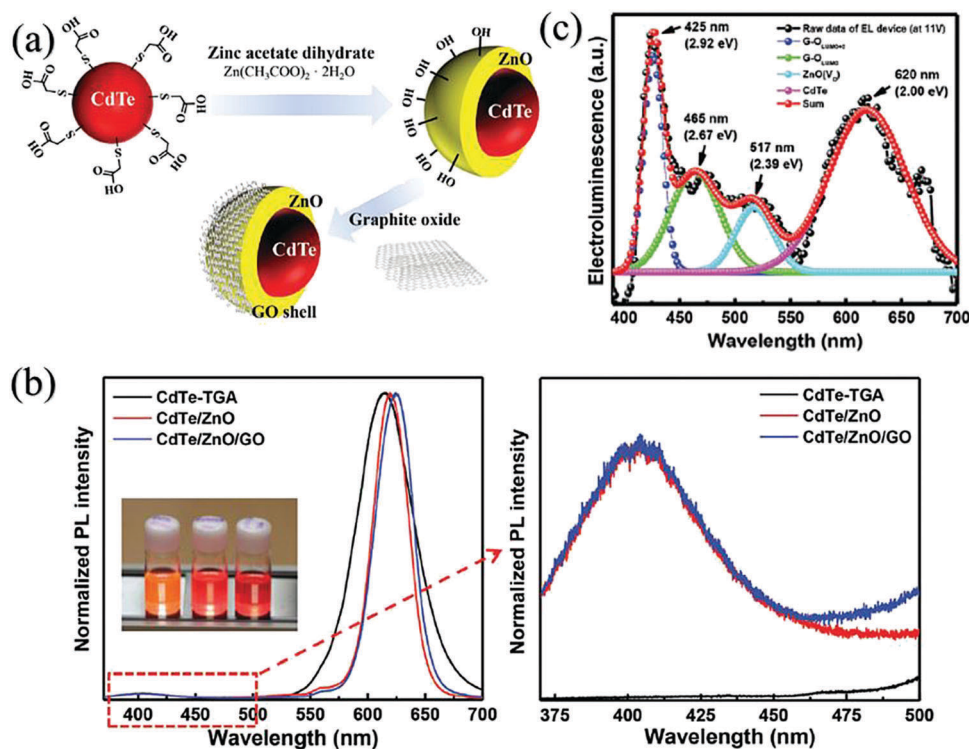 (a)
OH
O
S
CdTe
HO
Zinc acetate dihydrate
Zn(CH3COO)2 · 2H2O
OH
HO
ZnO
CdTe
Graphite oxide
ZnO
CdTe
GO shell
(c)
Electroluminescence (a.u.)
425 nm
(2.92 eV)
465 nm
(2.67 eV)
517 nm
(2.39 eV)
620 nm
(2.00 eV)
Raw data of EL device (at 11V)
G-O LUMO+2
G-O LUMO
ZnO(VO)
CdTe
Sum
400 450 500 550 600 650 700
Wavelength (nm)
(b)
Normalized PL intensity
CdTe-TGA
CdTe/ZnO
CdTe/ZnO/GO
400 450 500 550 600 650 700
Wavelength (nm)
Normalized PL intensity
CdTe-TGA
CdTe/ZnO
CdTe/ZnO/GO
375 400 425 450 475 500
Wavelength (nm)